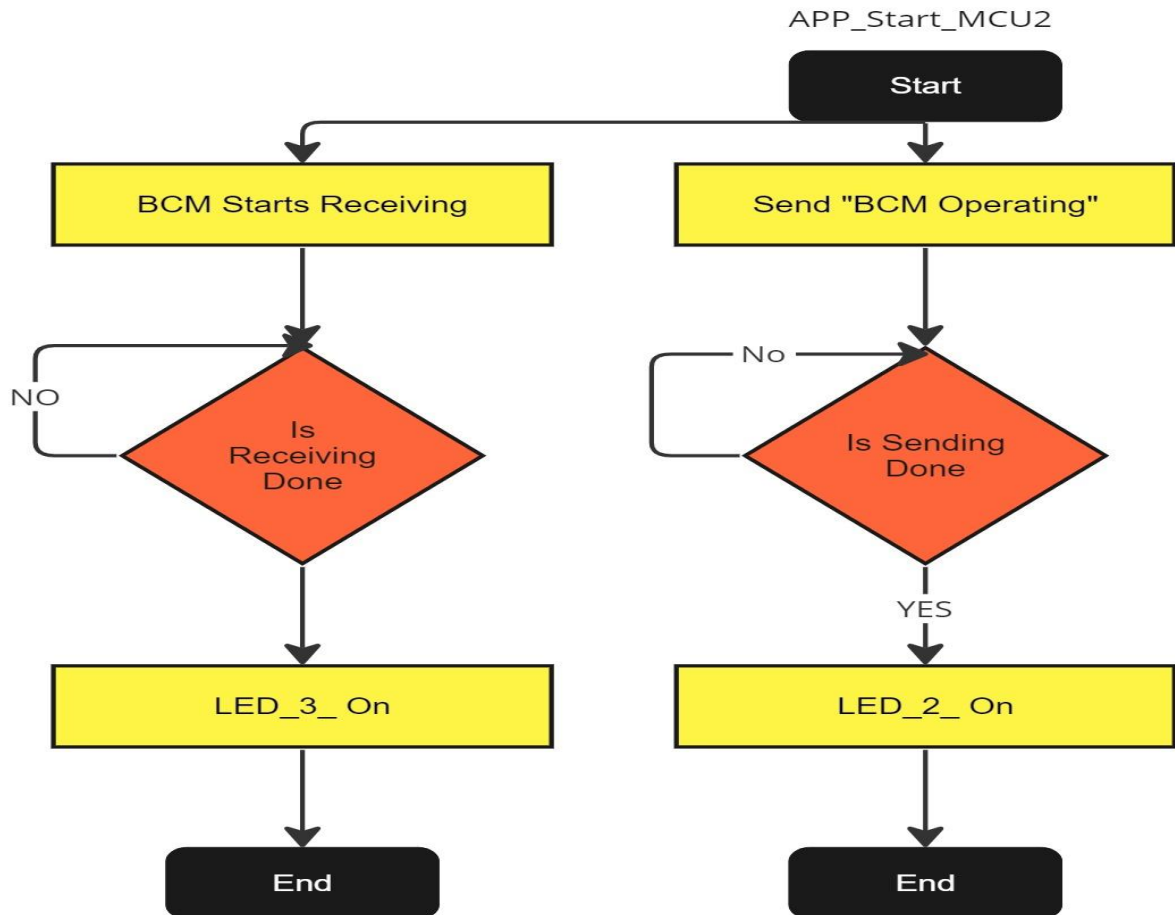 APP_Start_MCU2
Start
BCM Starts Receiving
Send "BCM Operating"
NO
No
Is
Receiving
Done
Is Sending
Done
YES
LED_3_ On
LED_2_ On
End
End